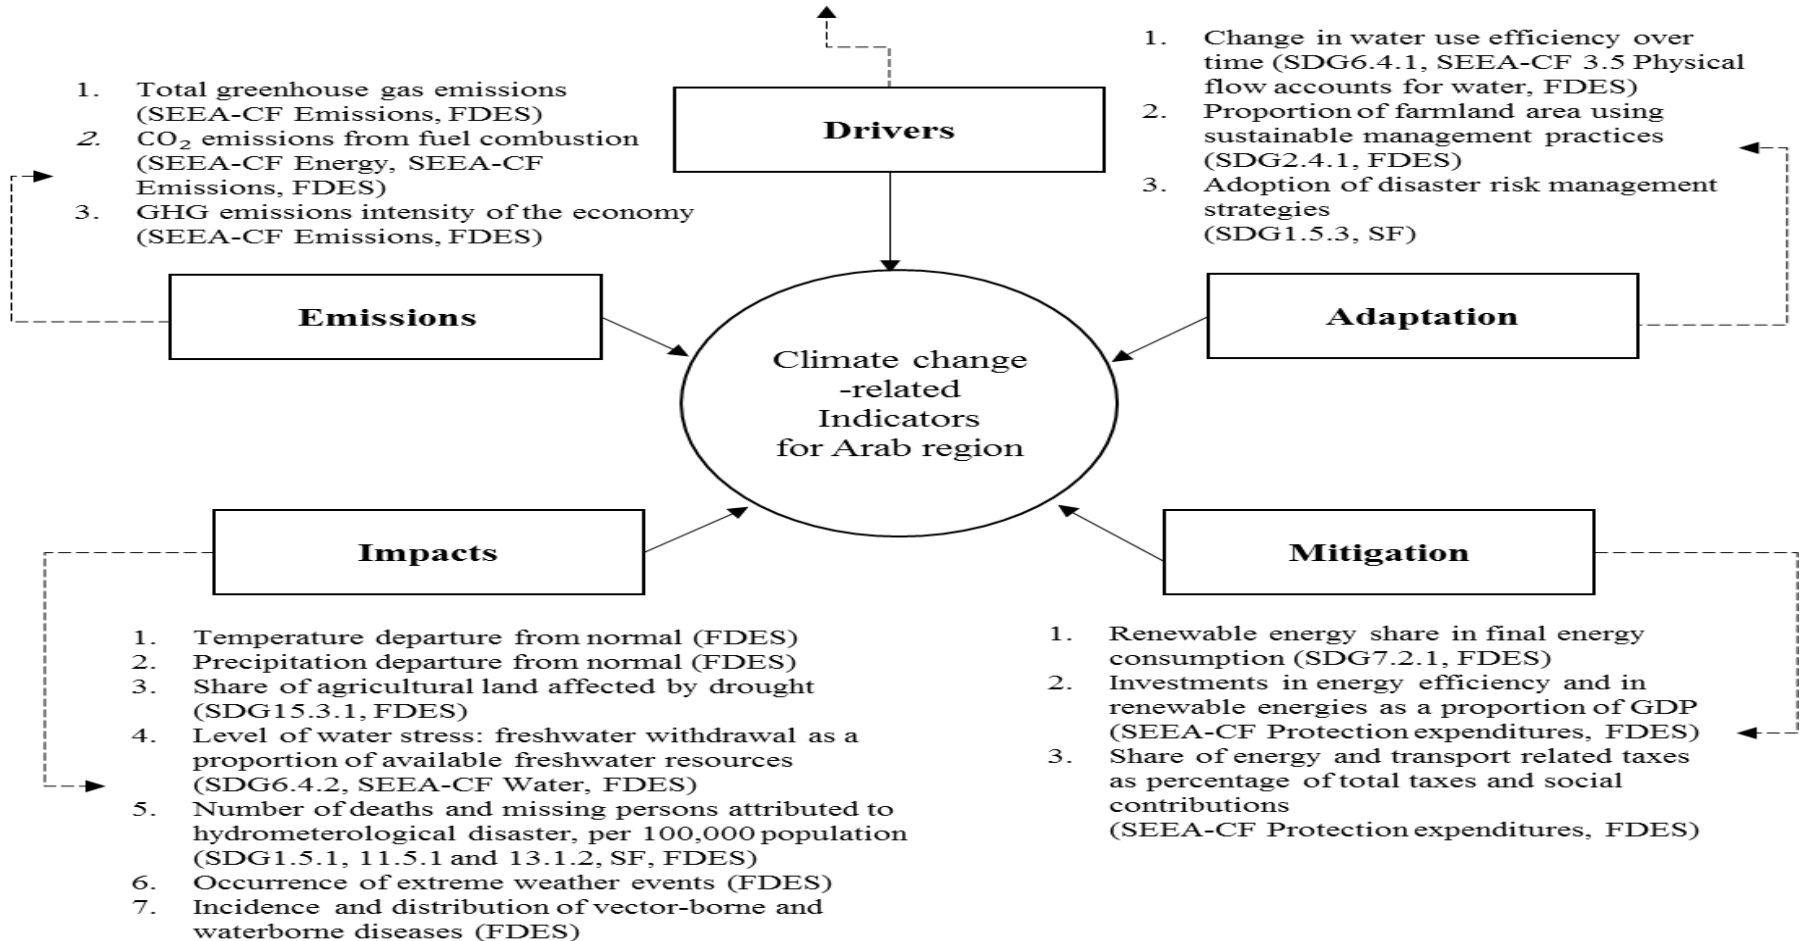 1. Total greenhouse gas emissions
(SEEA-CF Emissions, FDES)
2. CO₂ emissions from fuel combustion
(SEEA-CF Energy, SEEA-CF
Emissions, FDES)
3. GHG emissions intensity of the economy
(SEEA-CF Emissions, FDES)
Drivers
1. Change in water use efficiency over
time (SDG6.4.1, SEEA-CF 3.5 Physical
flow accounts for water, FDES)
2. Proportion of farmland area using
sustainable management practices
(SDG2.4.1, FDES)
3. Adoption of disaster risk management
strategies
(SDG1.5.3, SF)
Emissions
Adaptation
Climate change
-related
Indicators
for Arab region
Impacts
Mitigation
1. Temperature departure from normal (FDES)
2. Precipitation departure from normal (FDES)
3. Share of agricultural land affected by drought
(SDG15.3.1, FDES)
4. Level of water stress: freshwater withdrawal as a
proportion of available freshwater resources
(SDG6.4.2, SEEA-CF Water, FDES)
5. Number of deaths and missing persons attributed to
hydrometerological disaster, per 100,000 population
(SDG1.5.1, 11.5.1 and 13.1.2, SF, FDES)
6. Occurrence of extreme weather events (FDES)
7. Incidence and distribution of vector-borne and
waterborne diseases (FDES)
1. Renewable energy share in final energy
consumption (SDG7.2.1, FDES)
2. Investments in energy efficiency and in
renewable energies as a proportion of GDP
(SEEA-CF Protection expenditures, FDES)
3. Share of energy and transport related taxes
as percentage of total taxes and social
contributions
(SEEA-CF Protection expenditures, FDES)